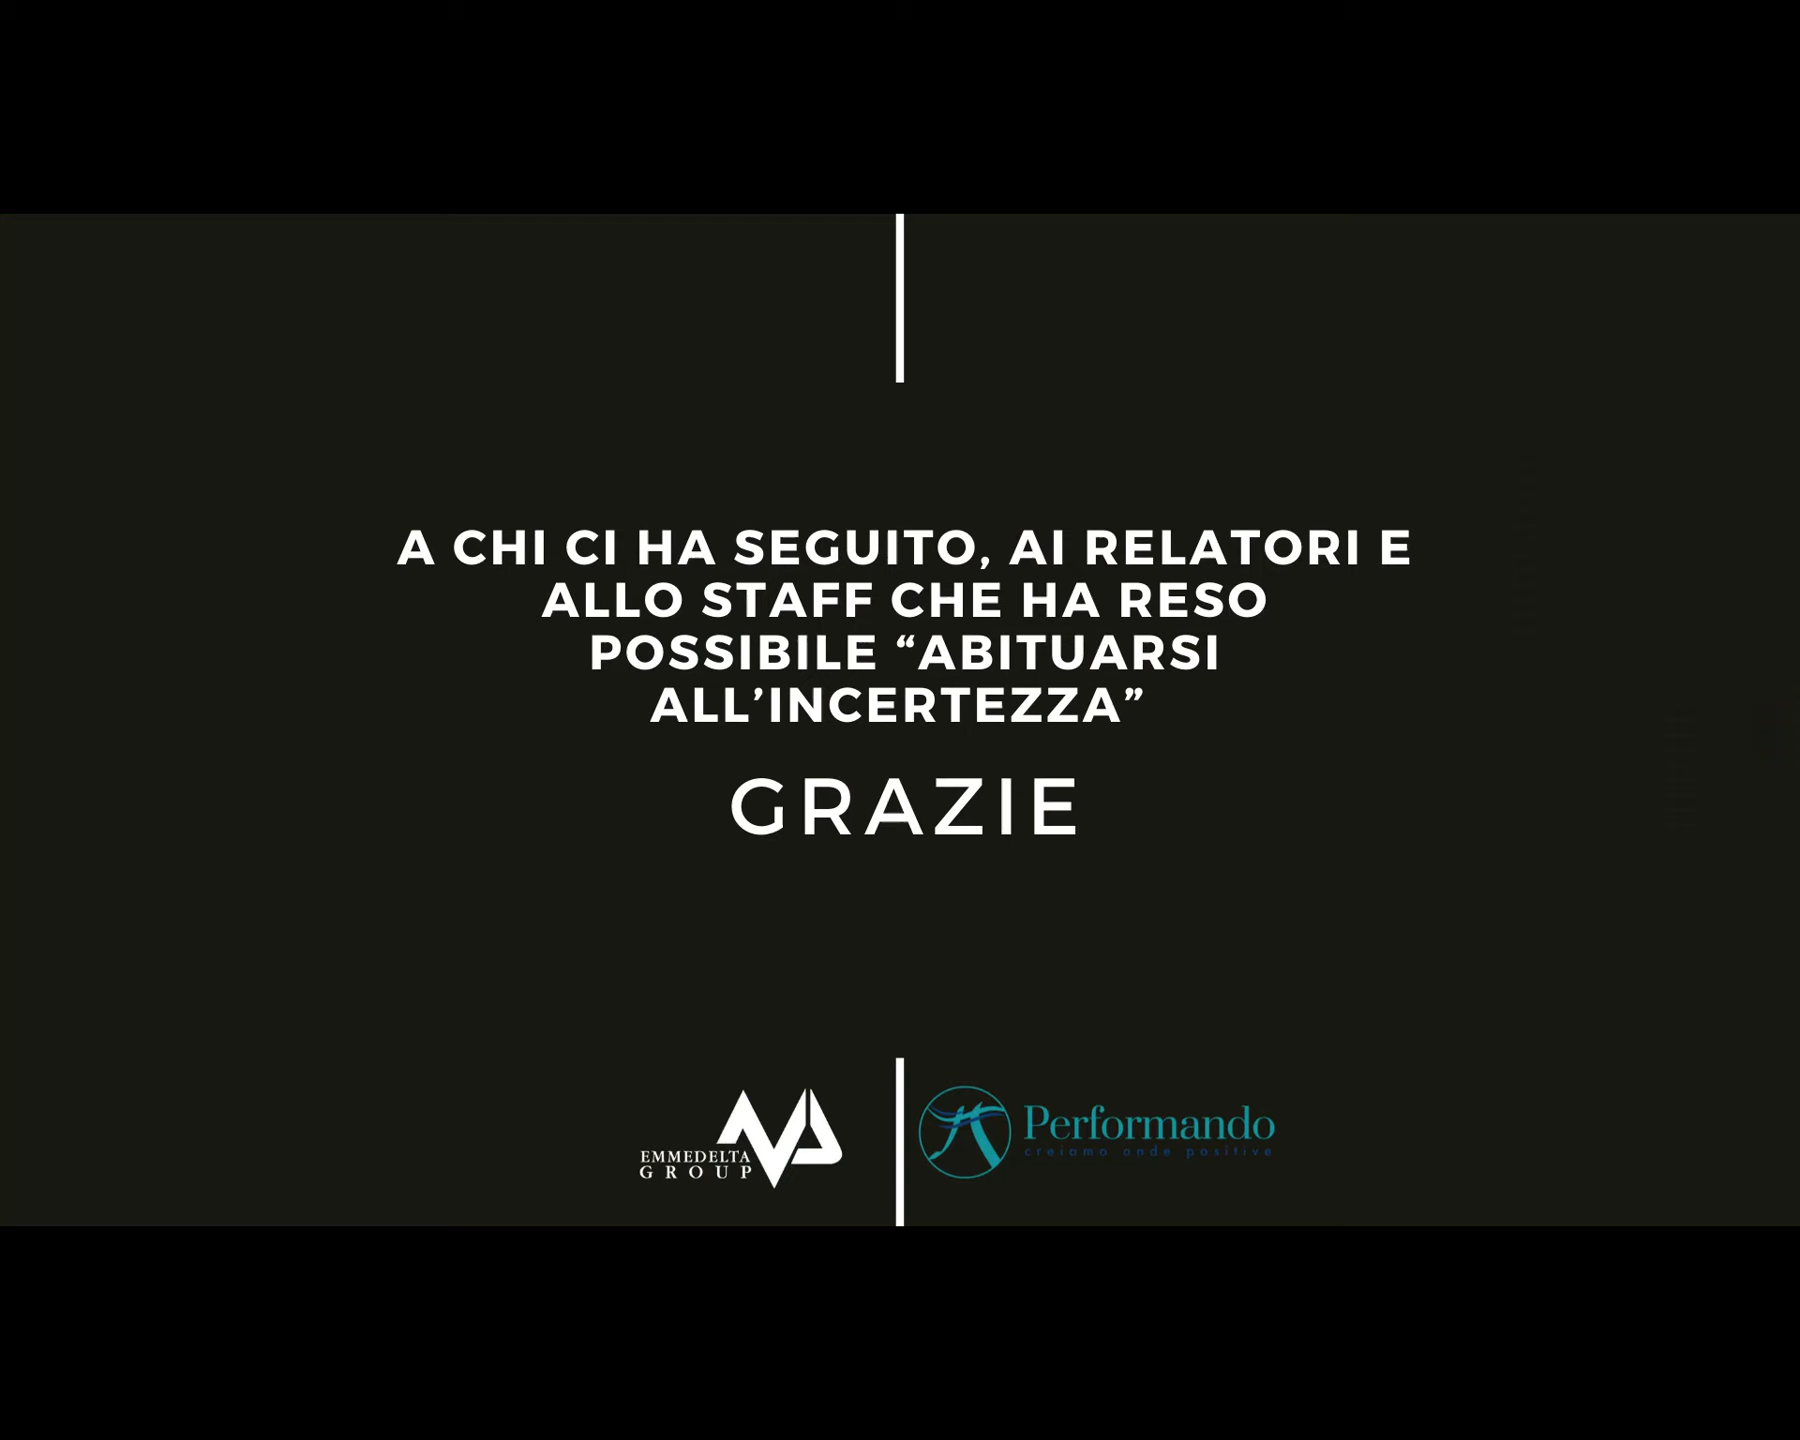 A CHI CI HA SEGUITO, AI RELATORI E
ALLO STAFF CHE HA RESO
POSSIBILE “ABITUARSI
ALL’INCERTEZZA”
GRAZIE
EMMEDELTA
GROUP
Performando
creiamo onde positive